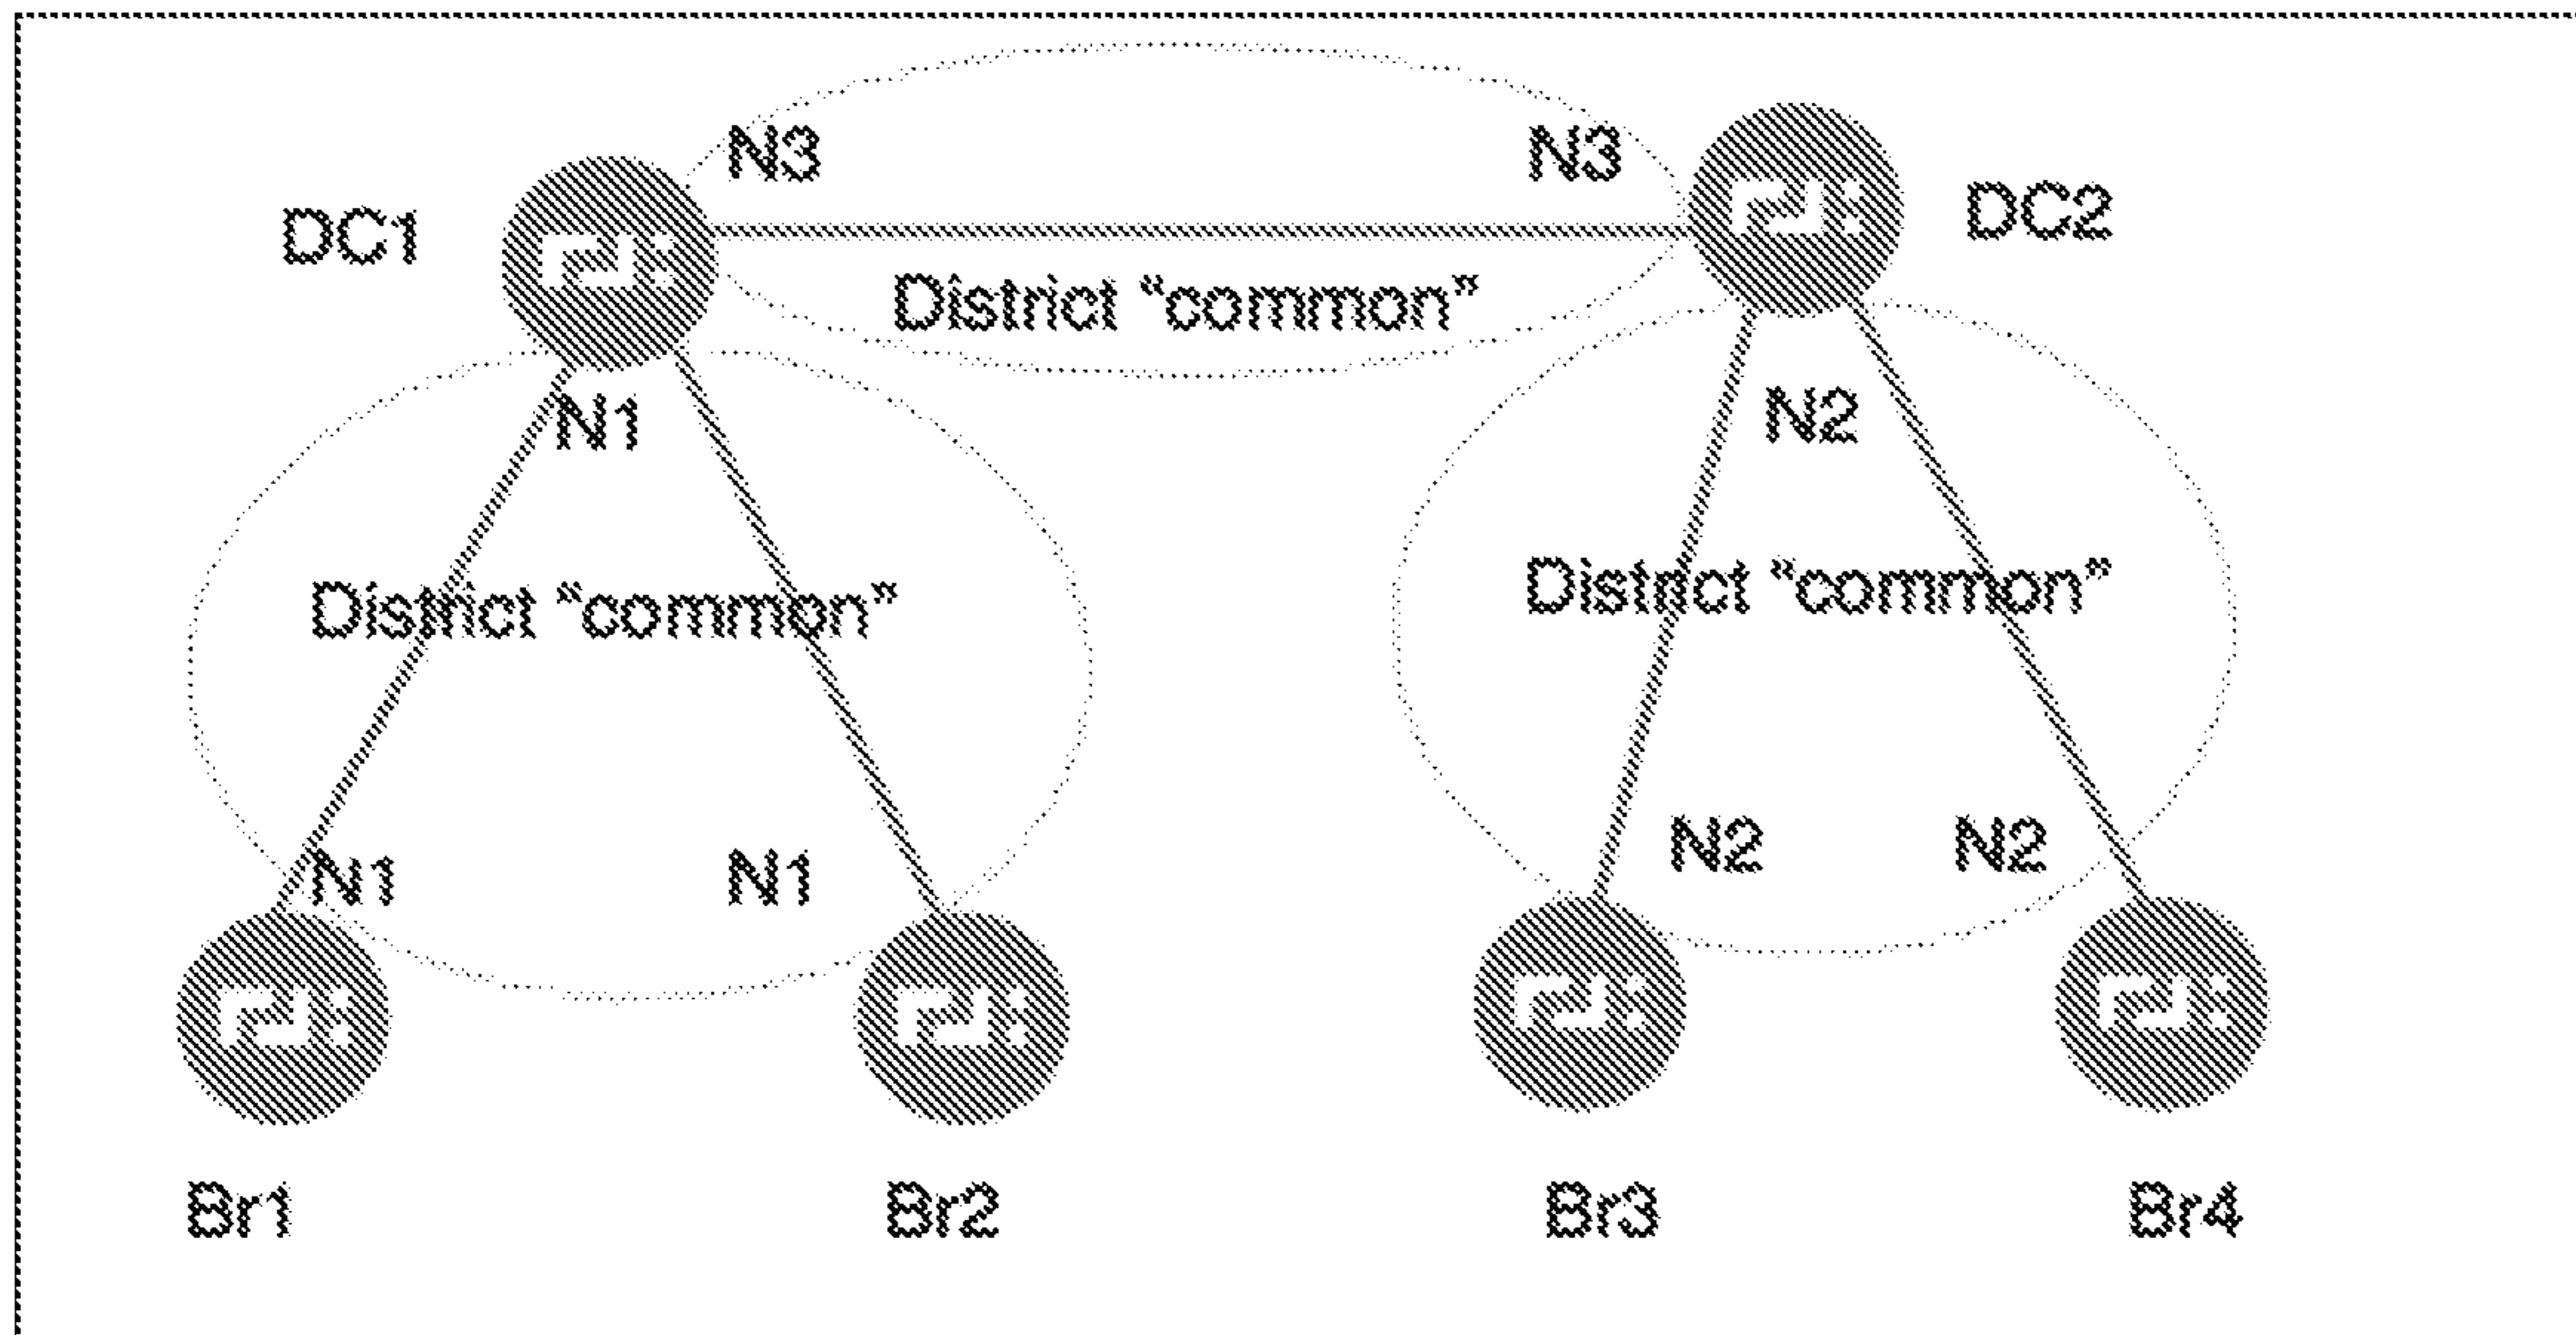 N3 N3
DC1 DC2
District “common”
N1 N2
District “common” District “common”
N1 N1 N2 N2
Br1 Br2 Br3 Br4